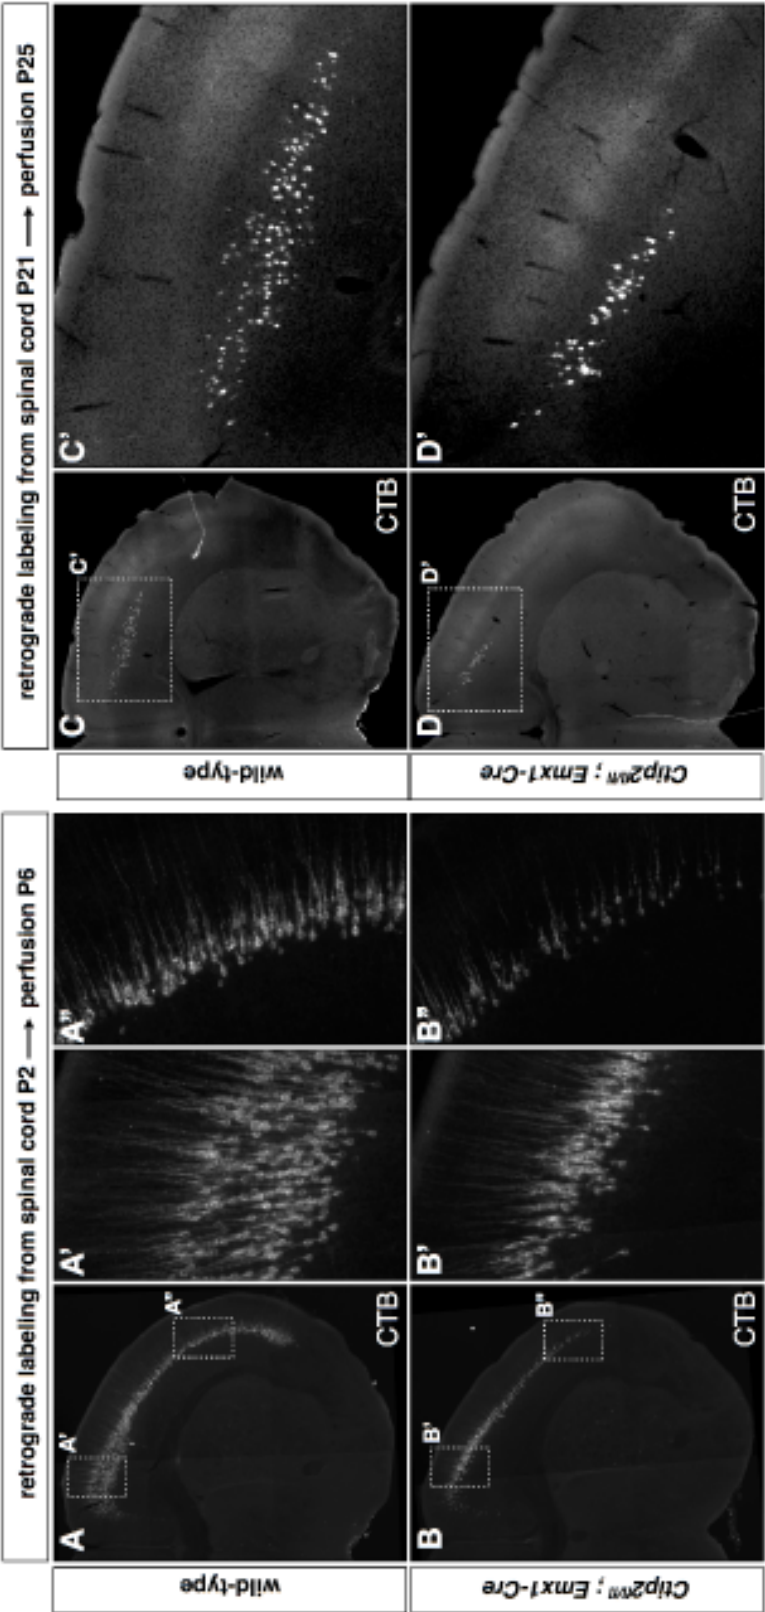 retrograde labeling from spinal cord P2 ⟶ perfusion P6
wild-type
A
A'
A"
CTB
A'
A"
Ctip2fl/fl ; Emx1-Cre
B
B'
B"
CTB
B'
B"
retrograde labeling from spinal cord P21 ⟶ perfusion P25
wild-type
C
C'
CTB
C'
Ctip2fl/fl ; Emx1-Cre
D
D'
CTB
D'